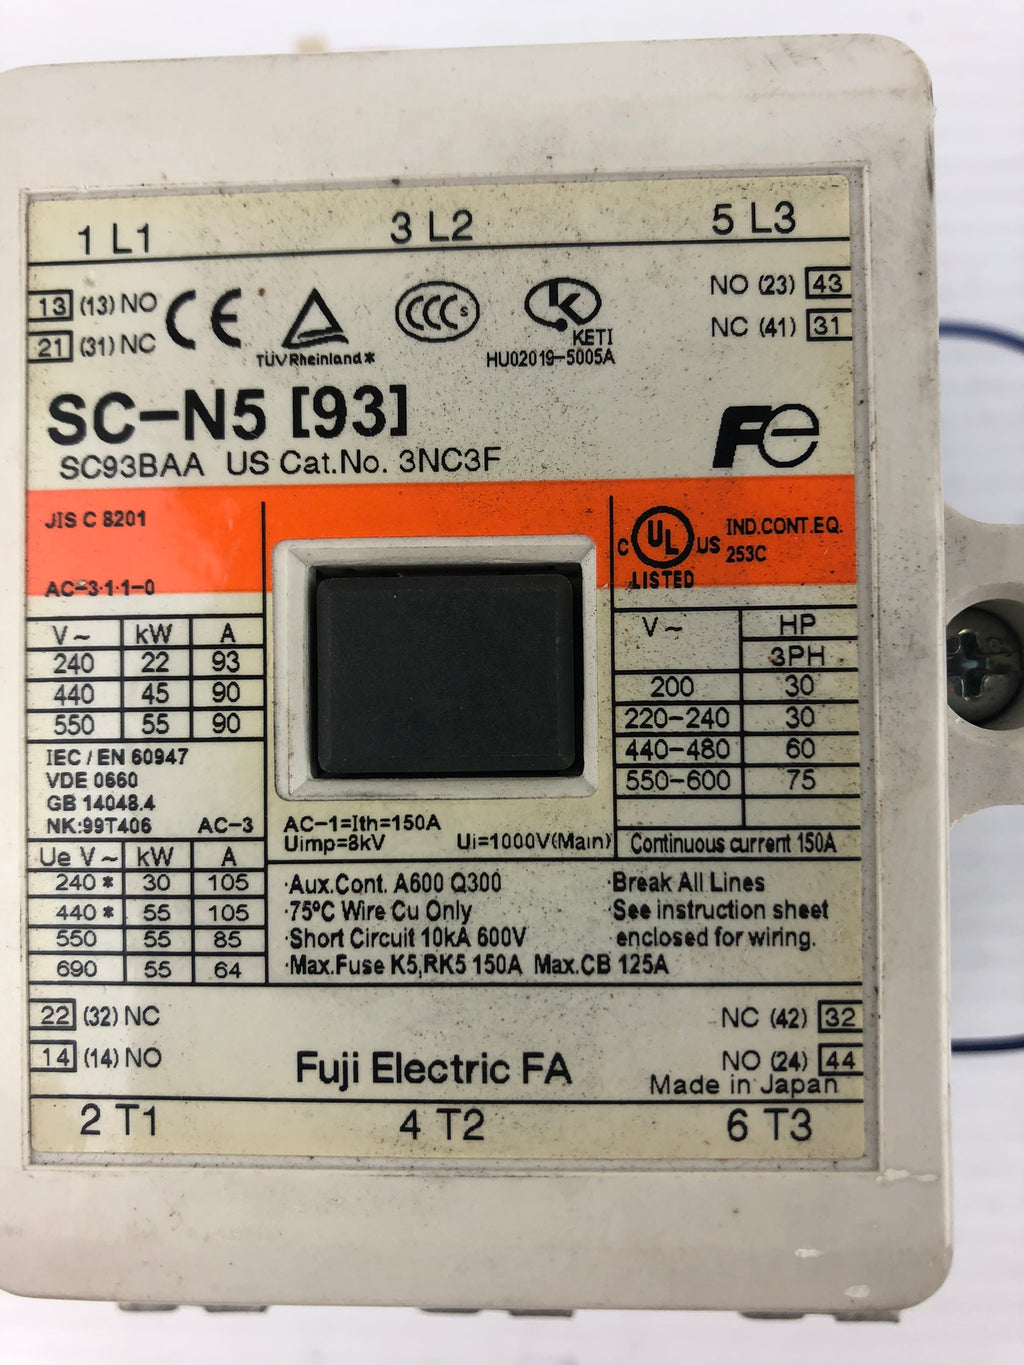 1 L1 3 L2 5 L3
13 (13) NO
21 (31) NC
CE
TÜVRheinland*
CCC S
K
KETI
HU02019-5005A
NO (23) 43
NC (41) 31
SC-N5 [93]
SC93BAA US Cat.No. 3NC3F
Fe
JIS C 8201
AC-3·1·1-0
C UL US
LISTED
IND.CONT.EQ.
253C
V~ kW A
240 22 93
440 45 90
550 55 90
IEC / EN 60947
VDE 0660
GB 14048.4
NK:99T406 AC-3
Ue V~ kW A
240 * 30 105
440 * 55 105
550 55 85
690 55 64
V~ HP
3PH
200 30
220-240 30
440-480 60
550-600 75
AC-1=Ith=150A
Uimp=8kV Ui=1000V(Main)
Continuous current 150A
·Aux.Cont. A600 Q300
·75ºC Wire Cu Only
·Short Circuit 10kA 600V
·Max.Fuse K5,RK5 150A Max.CB 125A
·Break All Lines
·See instruction sheet
enclosed for wiring.
22 (32) NC
14 (14) NO
NC (42) 32
NO (24) 44
Fuji Electric FA
Made in Japan
2 T1 4 T2 6 T3